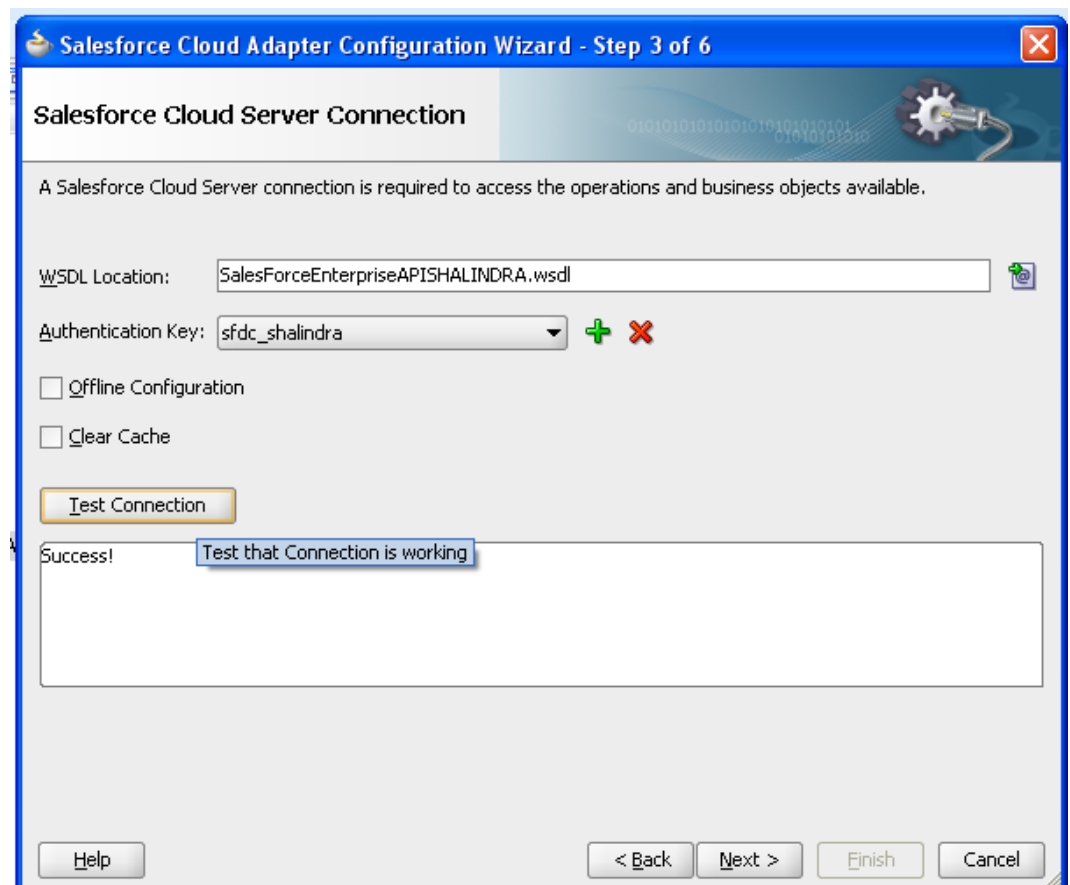 Salesforce Cloud Adapter Configuration Wizard - Step 3 of 6
Salesforce Cloud Server Connection
A Salesforce Cloud Server connection is required to access the operations and business objects available.
WSDL Location: SalesForceEnterpriseAPISHALINDRA.wsdl
Authentication Key: sfdc_shalindra
Offline Configuration
Clear Cache
Test Connection
Success! Test that Connection is working
Help < Back Next > Finish Cancel